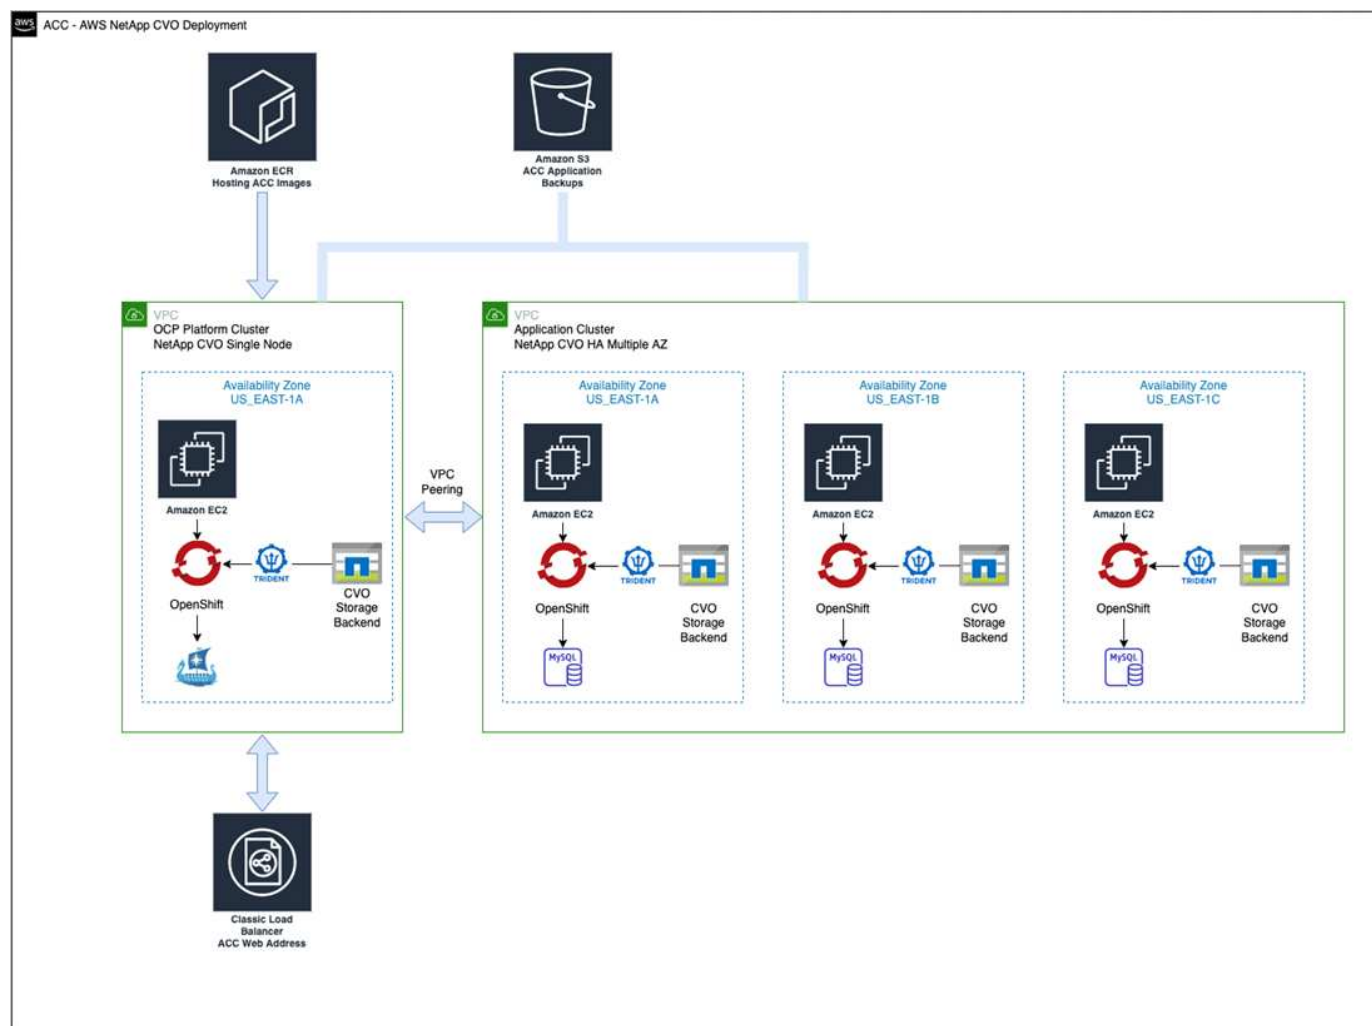 aws
ACC - AWS NetApp CVO Deployment
Amazon ECR
Hosting ACC Images
Amazon S3
ACC Application
Backups
VPC
OCP Platform Cluster
NetApp CVO Single Node
Availability Zone
US_EAST-1A
Amazon EC2
TRIDENT
OpenShift
CVO
Storage
Backend
VPC
Peering
VPC
Application Cluster
NetApp CVO HA Multiple AZ
Availability Zone
US_EAST-1A
Amazon EC2
TRIDENT
OpenShift
CVO
Storage
Backend
MySQL
Availability Zone
US_EAST-1B
Amazon EC2
TRIDENT
OpenShift
CVO
Storage
Backend
MySQL
Availability Zone
US_EAST-1C
Amazon EC2
TRIDENT
OpenShift
CVO
Storage
Backend
MySQL
Classic Load
Balancer
ACC Web Address